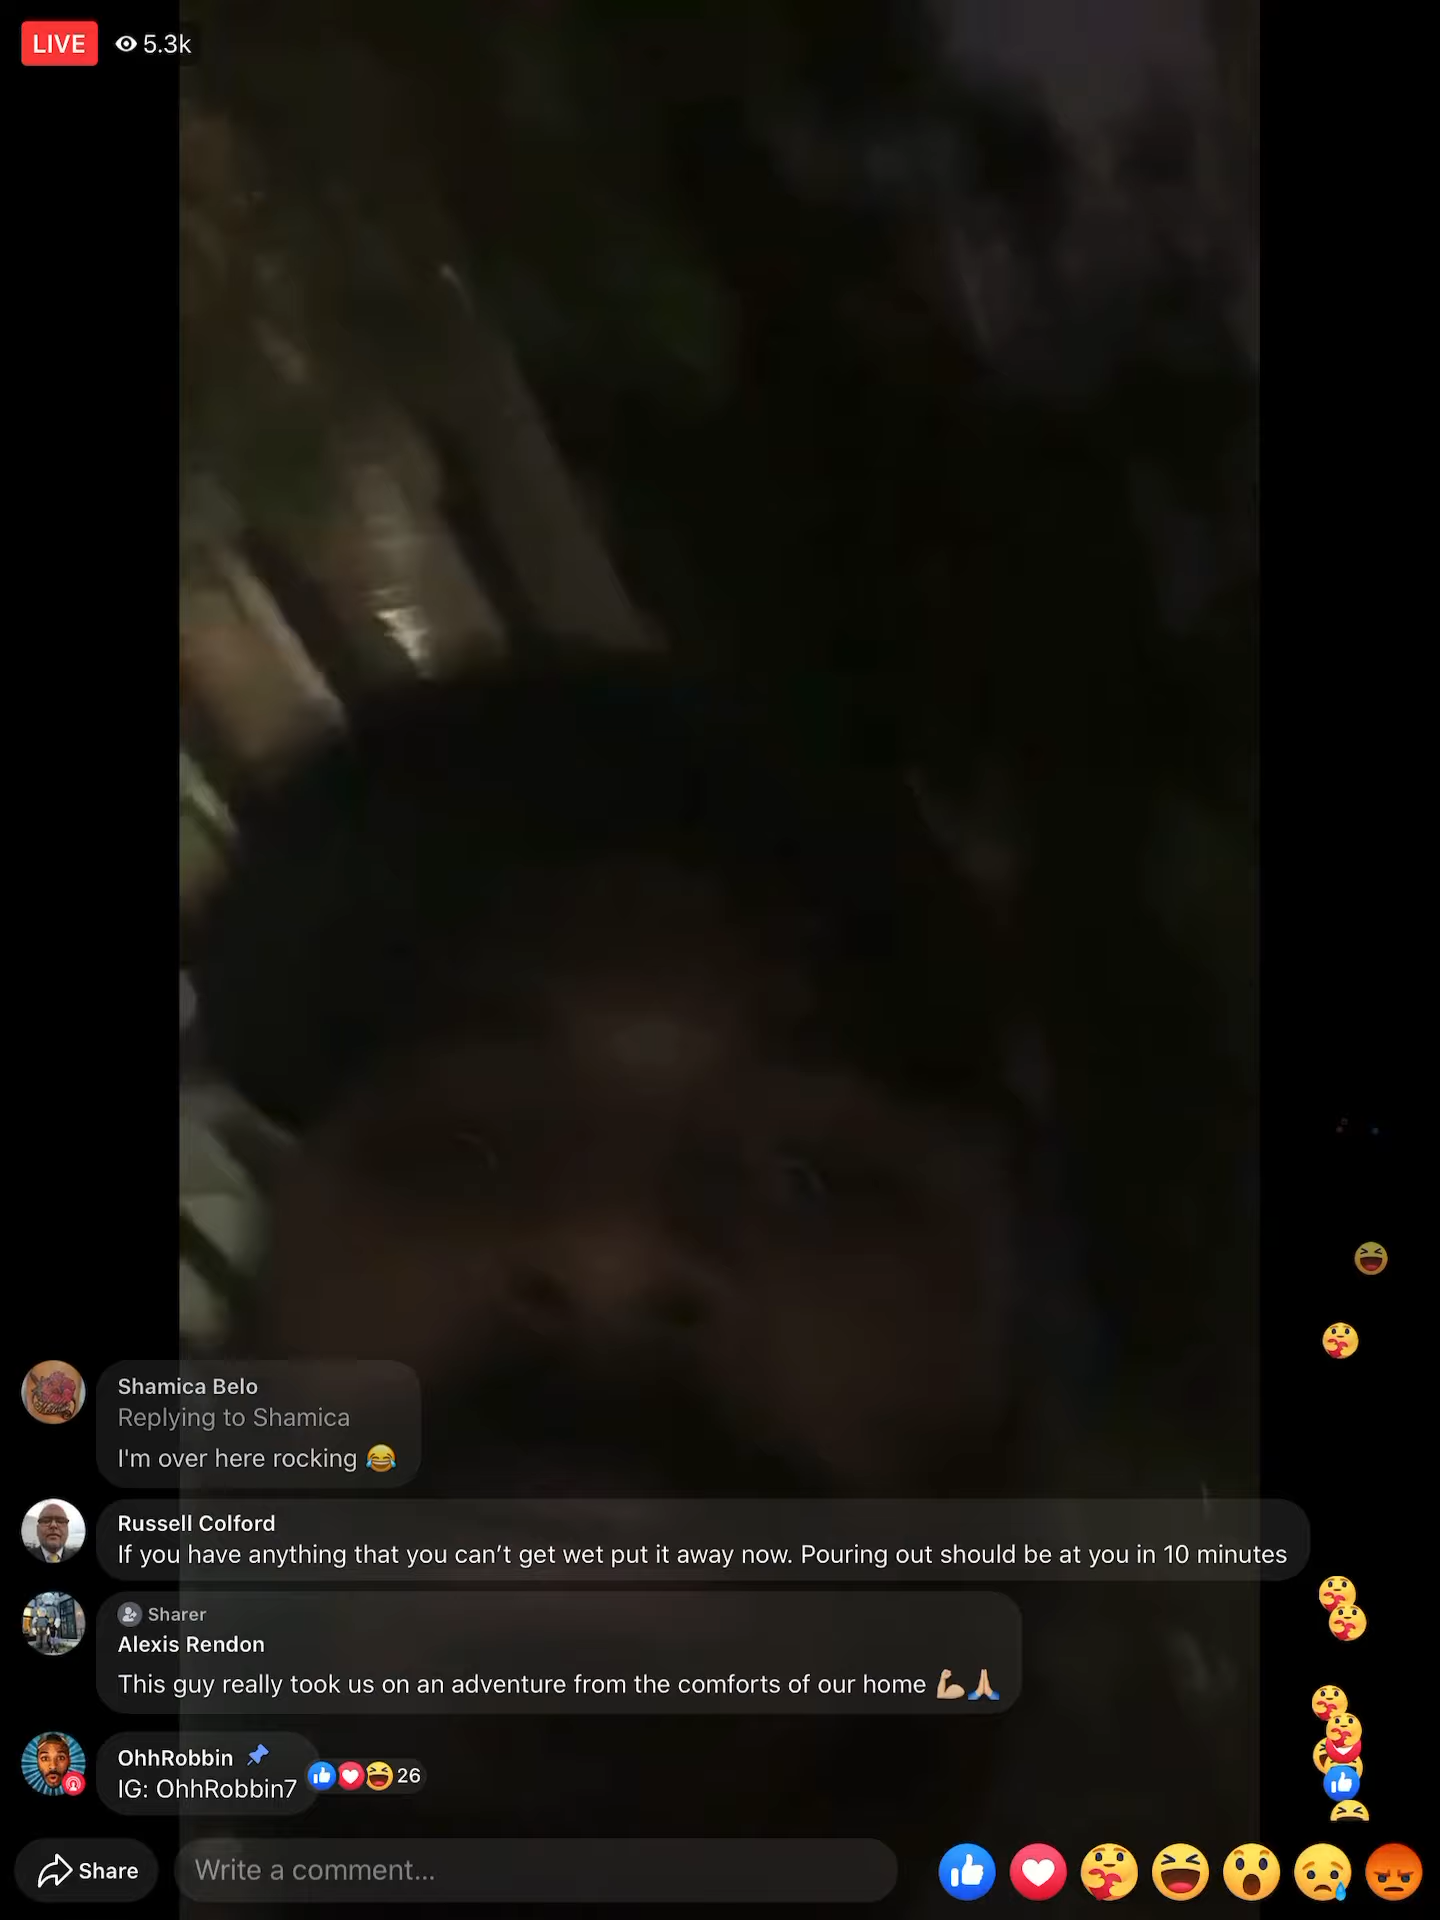 LIVE 5.3k
Shamica Belo
Replying to Shamica
I'm over here rocking 😂
Russell Colford
If you have anything that you can’t get wet put it away now. Pouring out should be at you in 10 minutes
Sharer
Alexis Rendon
This guy really took us on an adventure from the comforts of our home 💪🏼🙏🏼
OhhRobbin
IG: OhhRobbin7
26
Share
Write a comment...